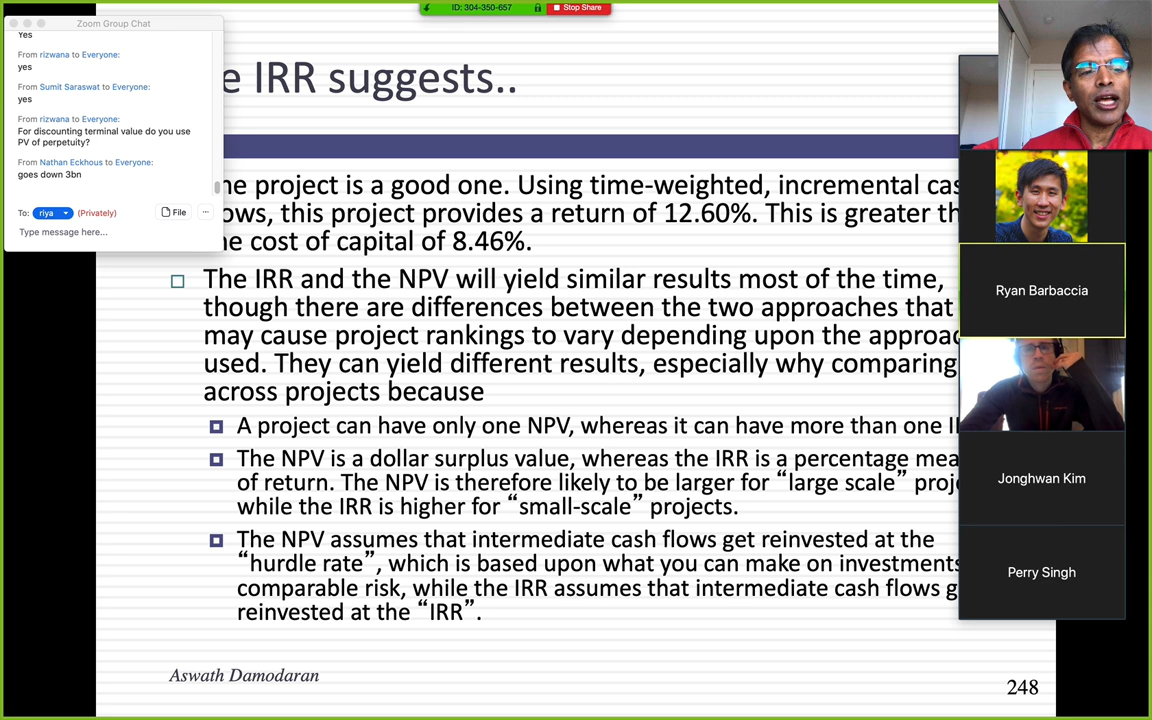 ID: 304-350-657
Stop Share
Zoom Group Chat
Yes
From rizwana to Everyone:
yes
From Sumit Saraswat to Everyone:
yes
From rizwana to Everyone:
For discounting terminal value do you use
PV of perpetuity?
From Nathan Eckhous to Everyone:
goes down 3bn
To: riya (Privately)
File
...
Type message here...
IRR suggests..
project is a good one. Using time-weighted, incremental
this project provides a return of 12.60%. This is greater
cost of capital of 8.46%.
The IRR and the NPV will yield similar results most of the time,
though there are differences between the two approaches that
may cause project rankings to vary depending upon the
used. They can yield different results, especially why comparing
across projects because
A project can have only one NPV, whereas it can have more than one
The NPV is a dollar surplus value, whereas the IRR is a percentage
of return. The NPV is therefore likely to be larger for “large scale”
while the IRR is higher for “small-scale” projects.
The NPV assumes that intermediate cash flows get reinvested at the
“hurdle rate”, which is based upon what you can make on investments
comparable risk, while the IRR assumes that intermediate cash flows
reinvested at the “IRR”.
Aswath Damodaran
248
Ryan Barbaccia
Jonghwan Kim
Perry Singh